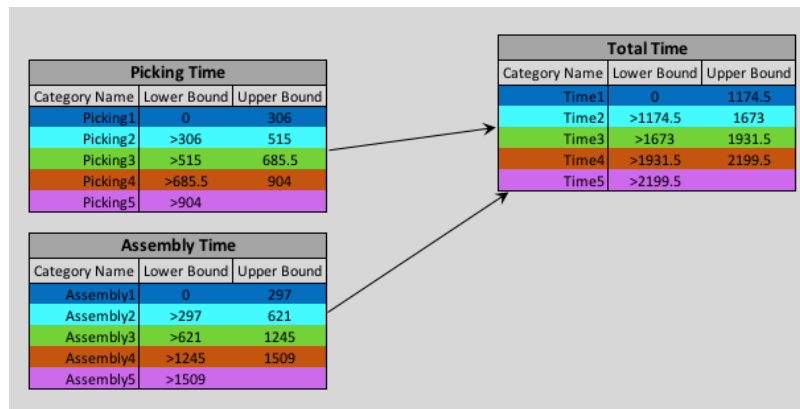 Picking Time
Category Name Lower Bound Upper Bound
Picking1 0 306
Picking2 >306 515
Picking3 >515 685.5
Picking4 >685.5 904
Picking5 >904
Assembly Time
Category Name Lower Bound Upper Bound
Assembly1 0 297
Assembly2 >297 621
Assembly3 >621 1245
Assembly4 >1245 1509
Assembly5 >1509
Total Time
Category Name Lower Bound Upper Bound
Time1 0 1174.5
Time2 >1174.5 1673
Time3 >1673 1931.5
Time4 >1931.5 2199.5
Time5 >2199.5